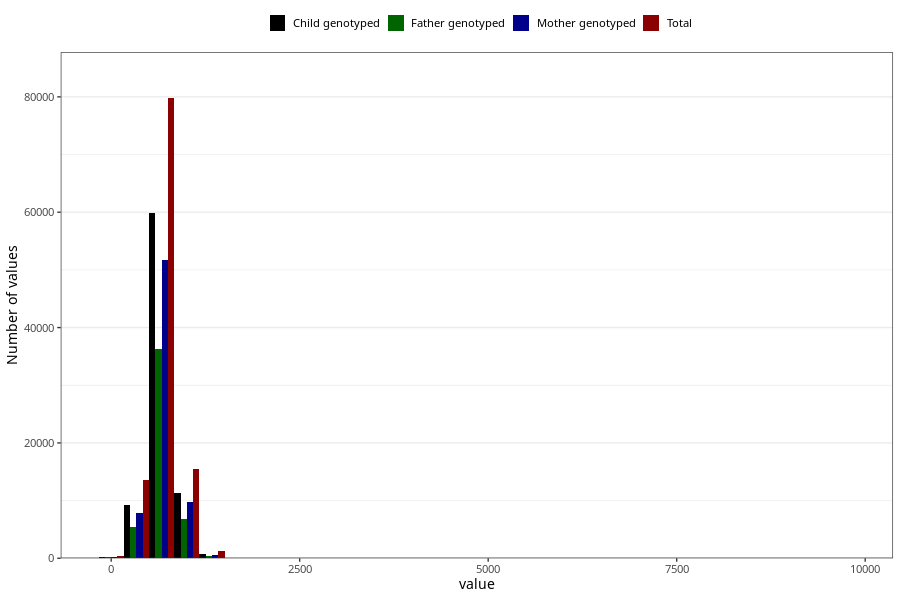 Child genotyped Father genotyped Mother genotyped Total
80000
60000
40000
20000
0
Number of values
0 2500 5000 7500 10000
value